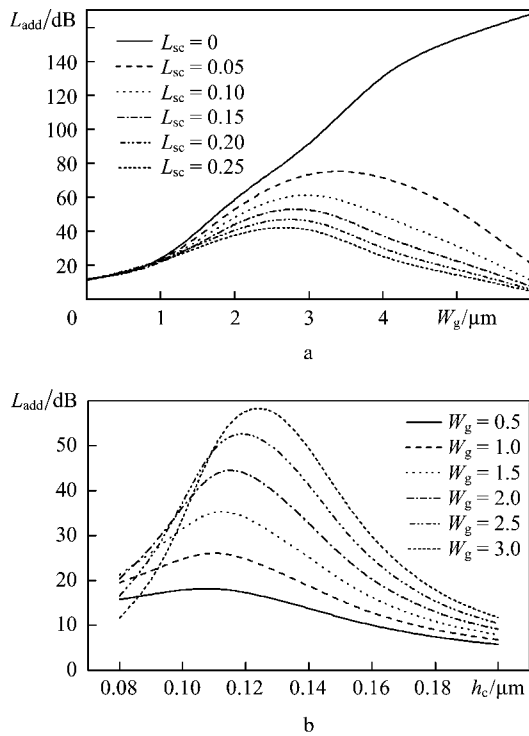 L_add/dB
140
120
100
80
60
40
20
0
L_sc = 0
L_sc = 0.05
L_sc = 0.10
L_sc = 0.15
L_sc = 0.20
L_sc = 0.25
1 2 3 4 W_g/μm
a
L_add/dB
50
40
30
20
10
0
W_g = 0.5
W_g = 1.0
W_g = 1.5
W_g = 2.0
W_g = 2.5
W_g = 3.0
0.08 0.10 0.12 0.14 0.16 0.18 h_c/μm
b